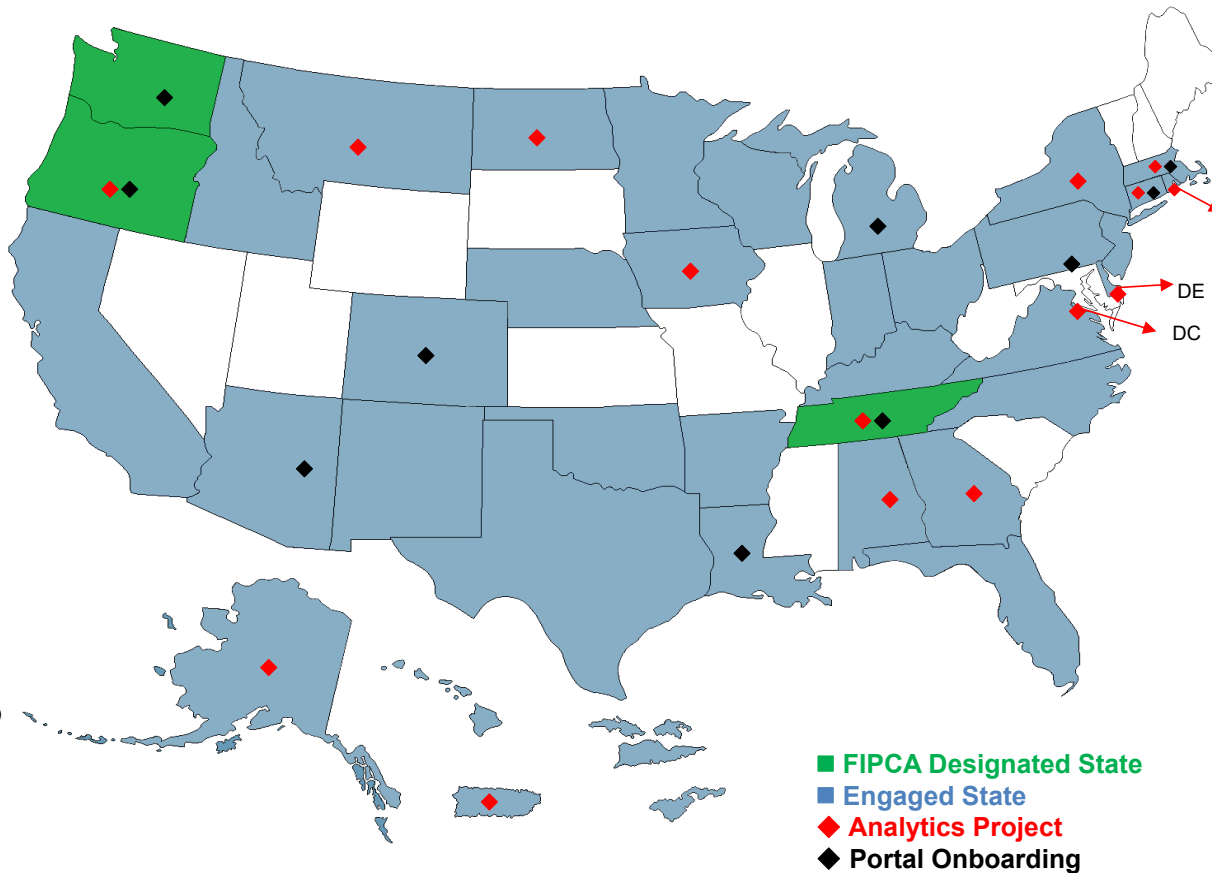 DE
DC
FIPCA Designated State
Engaged State
Analytics Project
Portal Onboarding